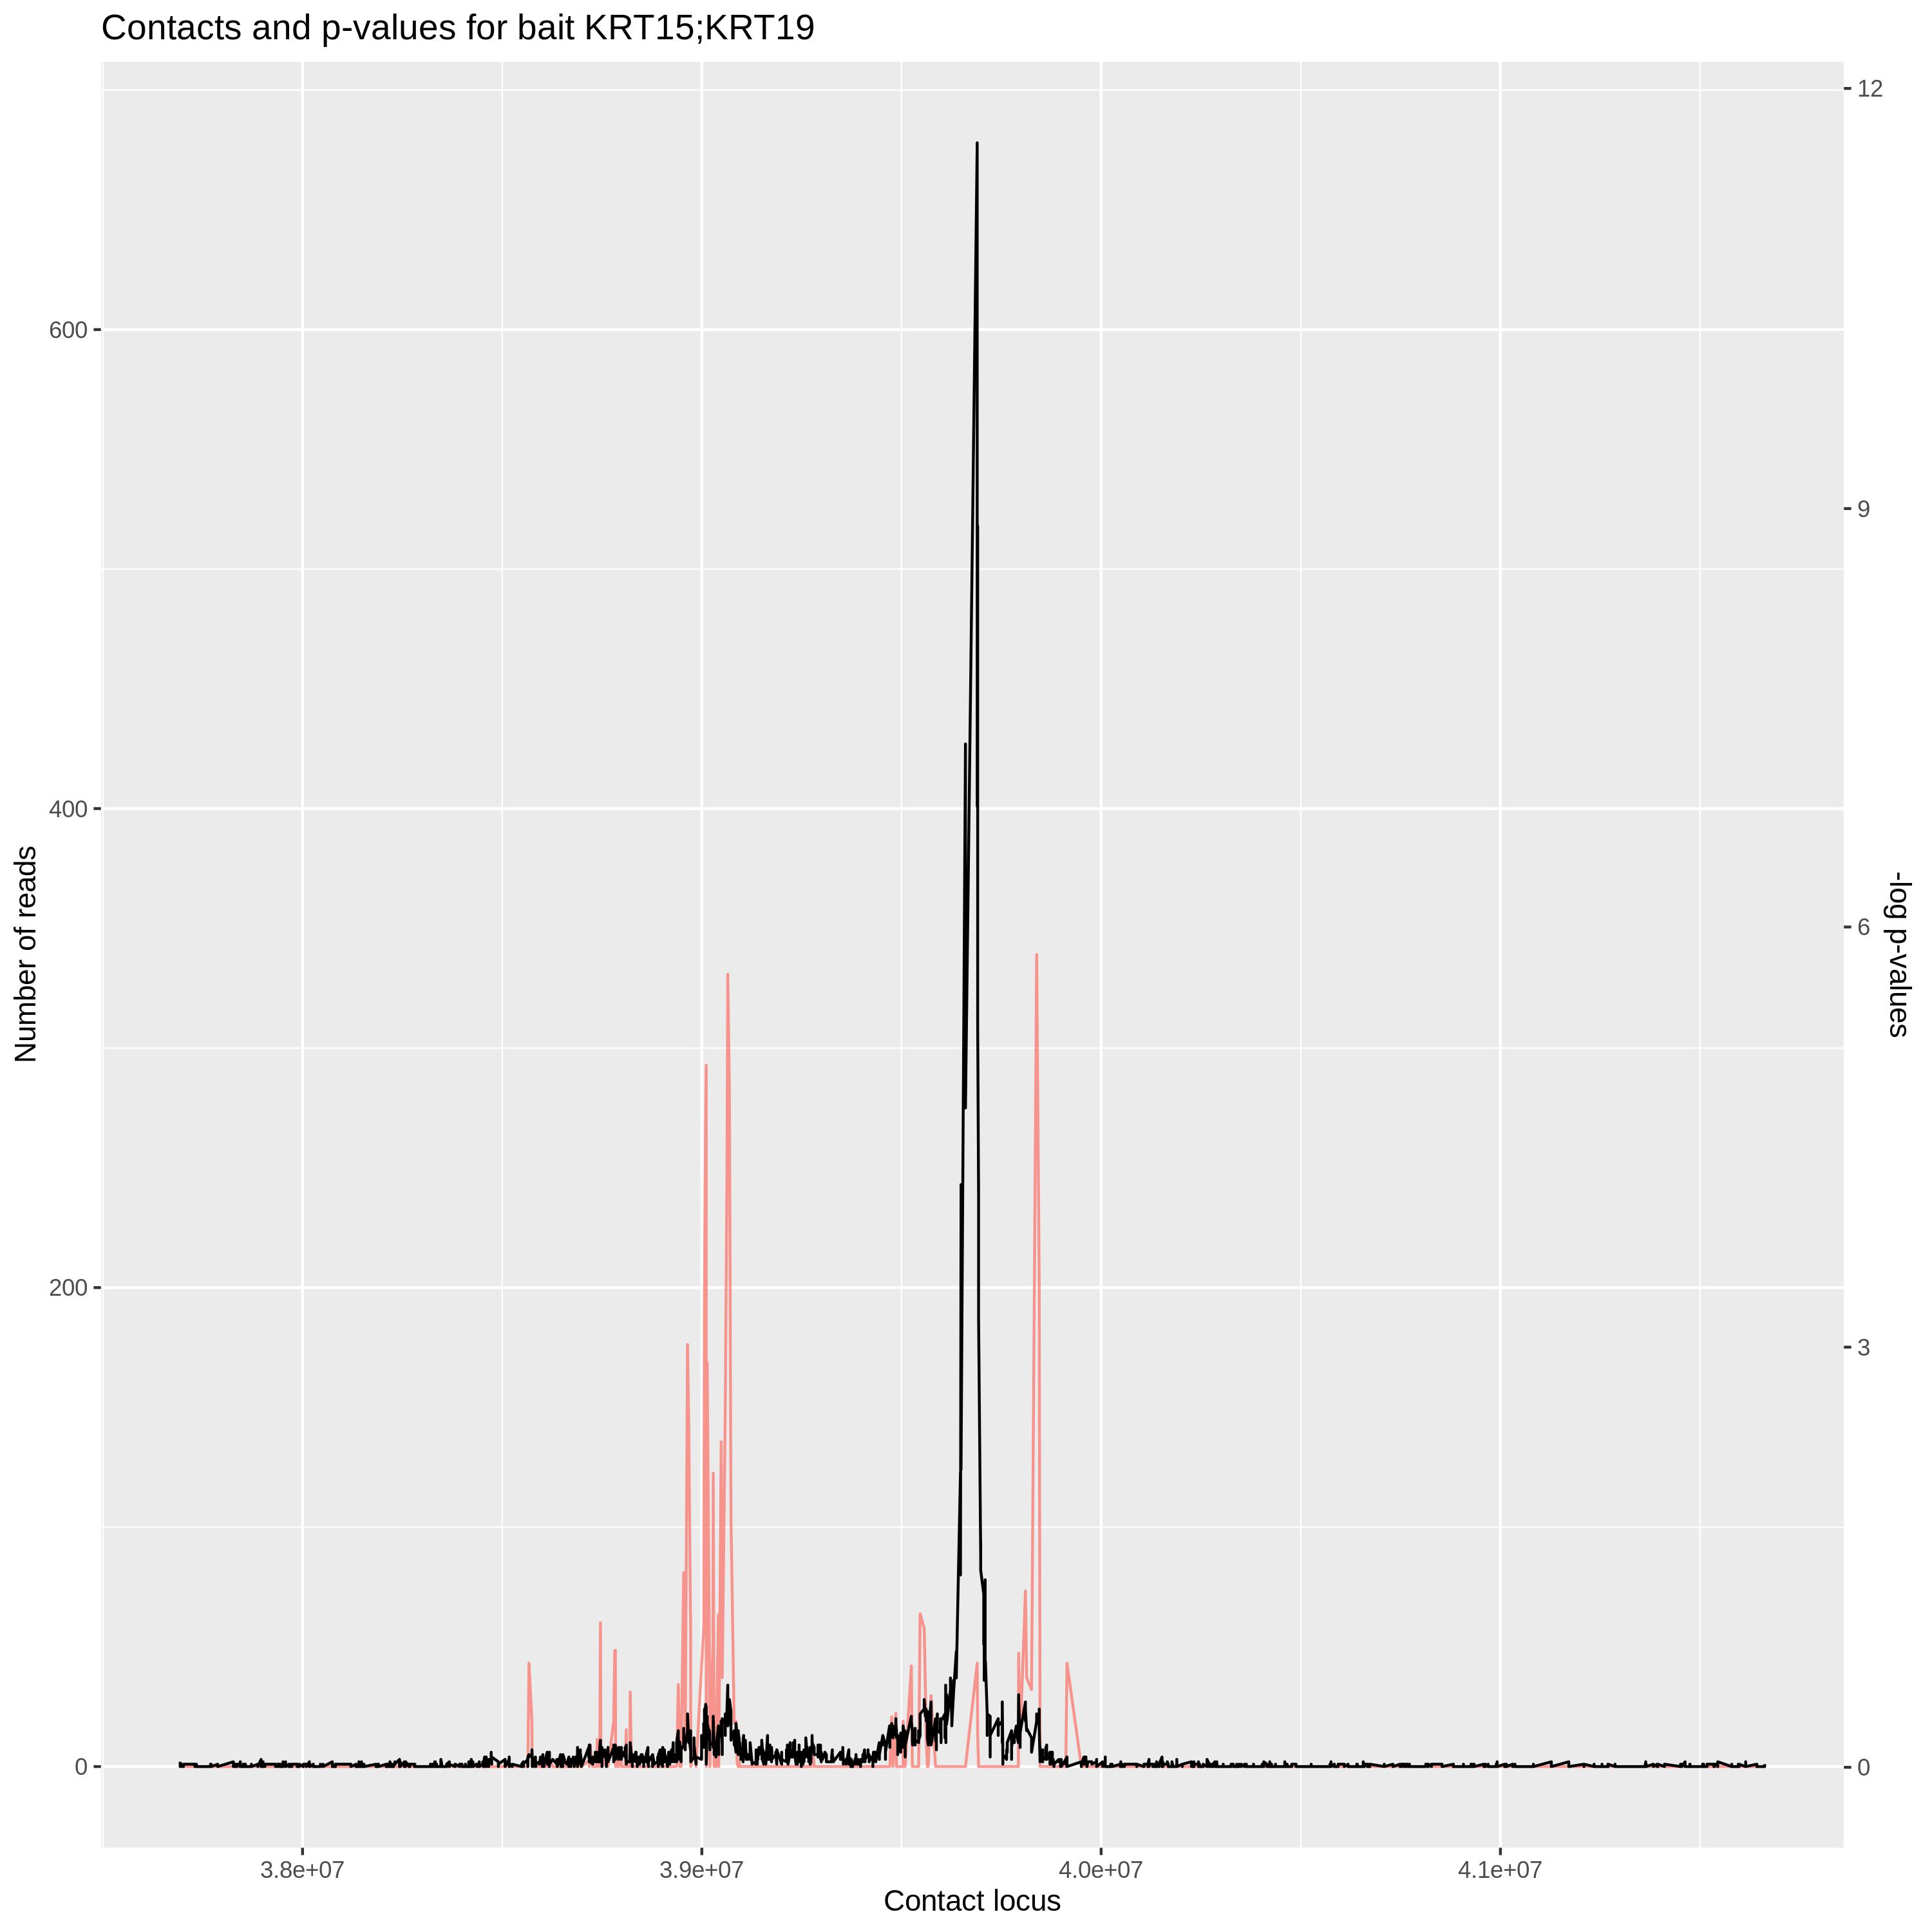 Contacts and p-values for bait KRT15;KRT19
12
9
6
3
0
600
400
200
0
Number of reads
-log p-values
3.8e+07
3.9e+07
4.0e+07
4.1e+07
Contact locus